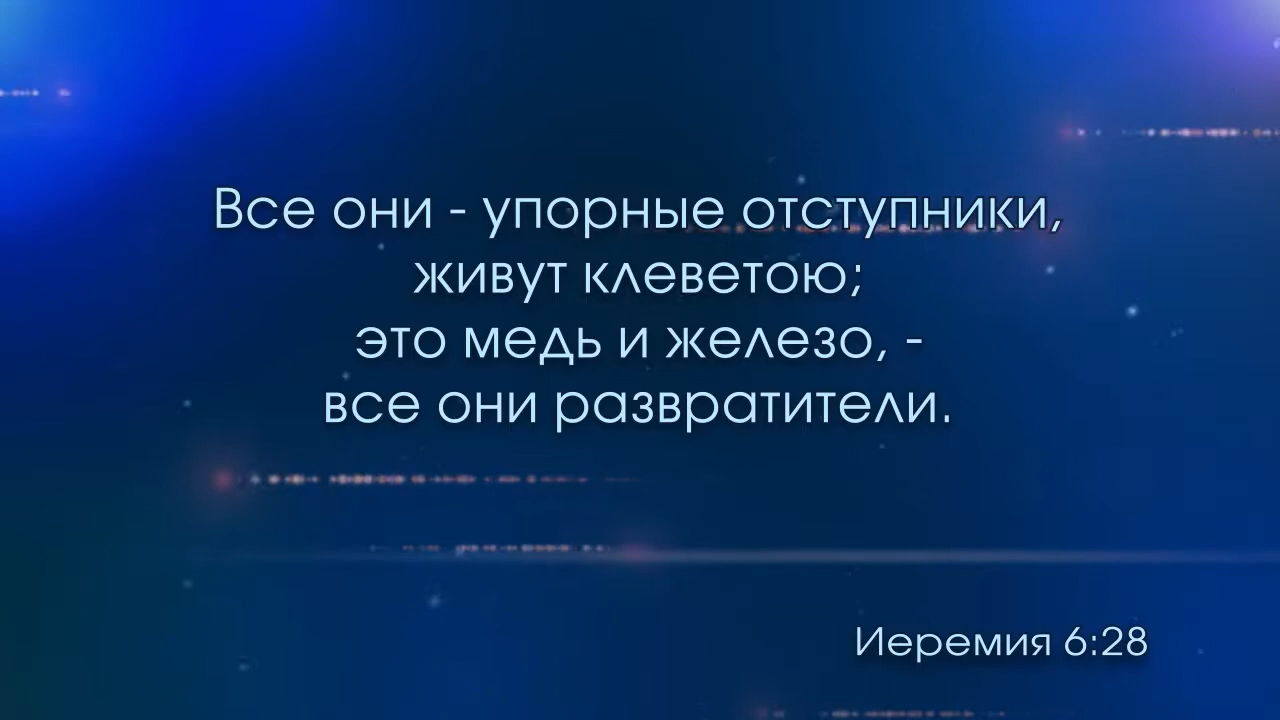 Все они - упорные отступники,
живут клеветою;
это медь и железо, -
все они развратители.
Иеремия 6:28